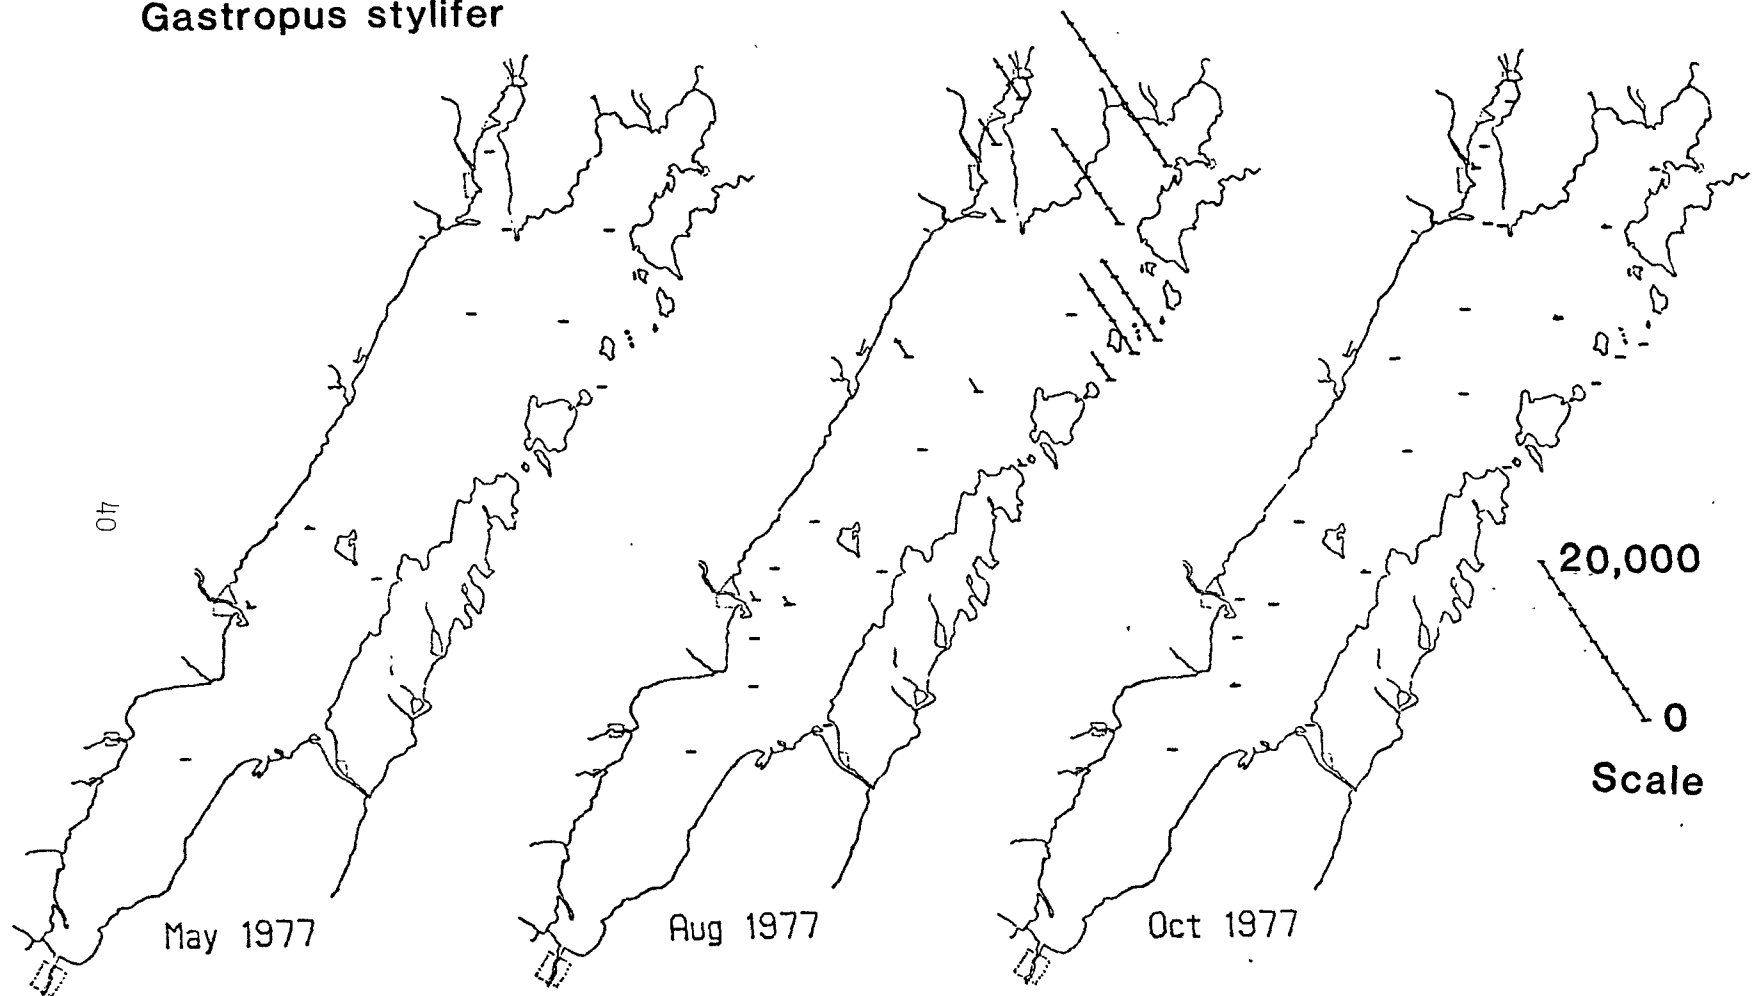 Gastropus stylifer
40
20,000
0
Scale
May 1977
Aug 1977
Oct 1977